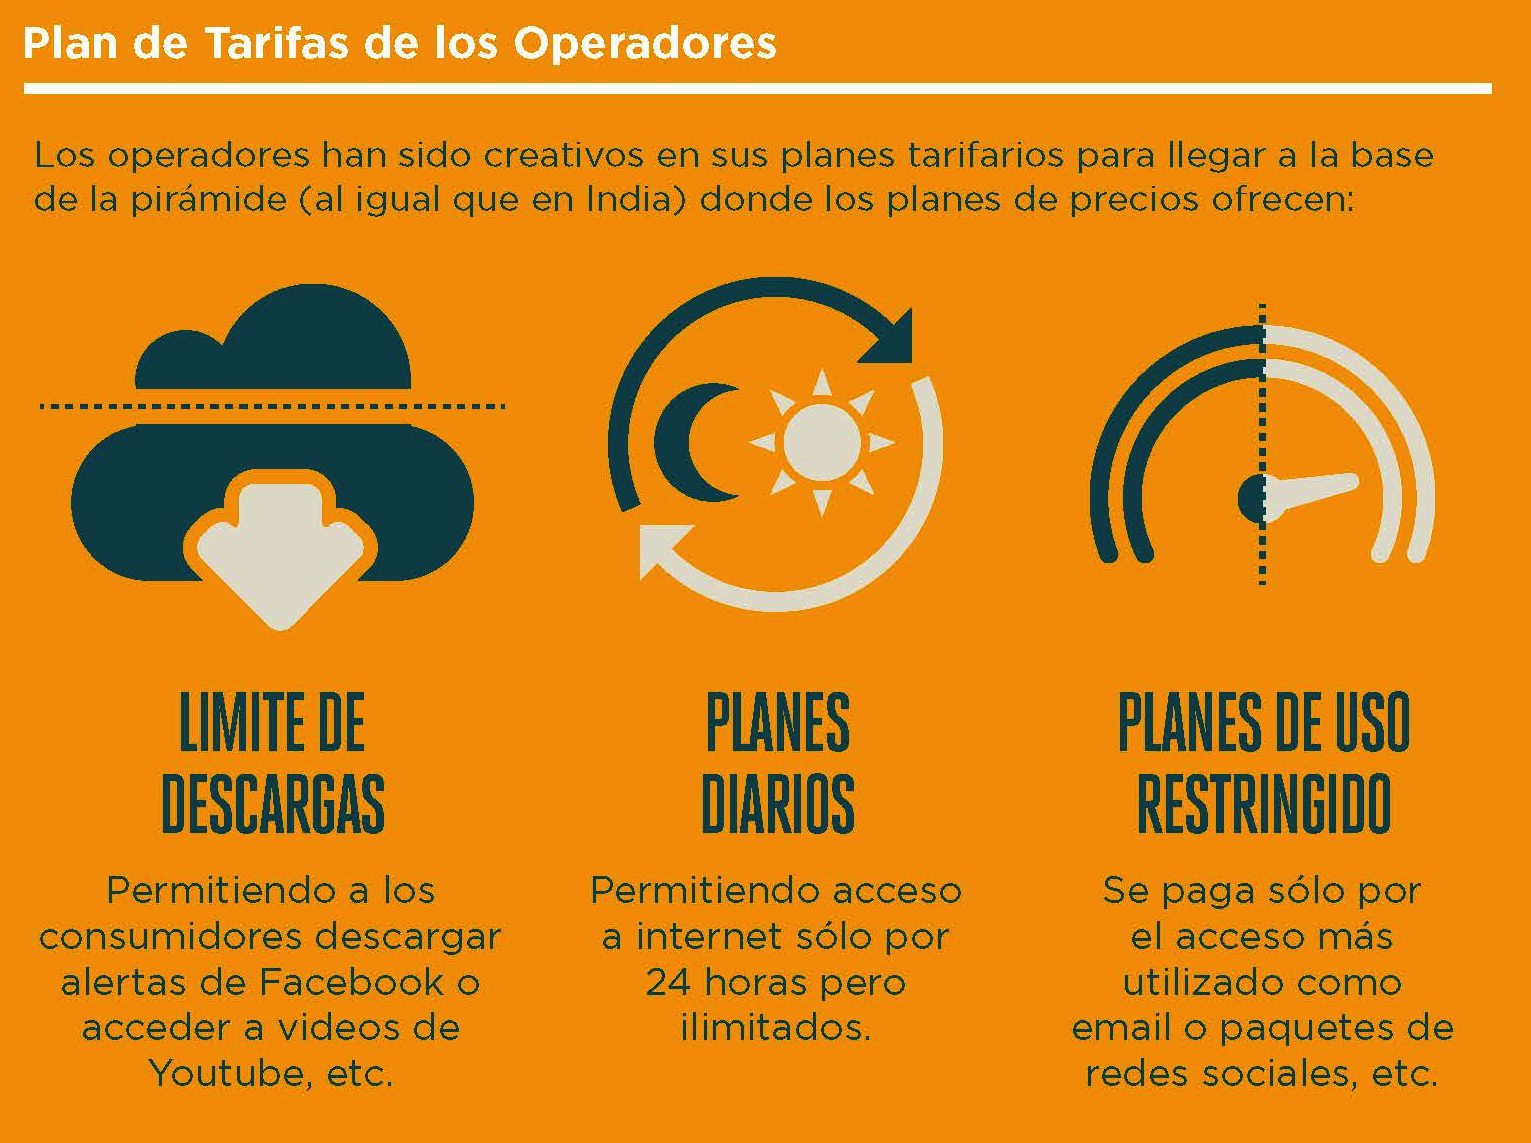 Plan de Tarifas de los Operadores
Los operadores han sido creativos en sus planes tarifarios para llegar a la base
de la pirámide (al igual que en India) donde los planes de precios ofrecen:
LIMITE DE
DESCARGAS
Permitiendo a los
consumidores descargar
alertas de Facebook o
acceder a videos de
Youtube, etc.
PLANES
DIARIOS
Permitiendo acceso
a internet sólo por
24 horas pero
ilimitados.
PLANES DE USO
RESTRINGIDO
Se paga sólo por
el acceso más
utilizado como
email o paquetes de
redes sociales, etc.